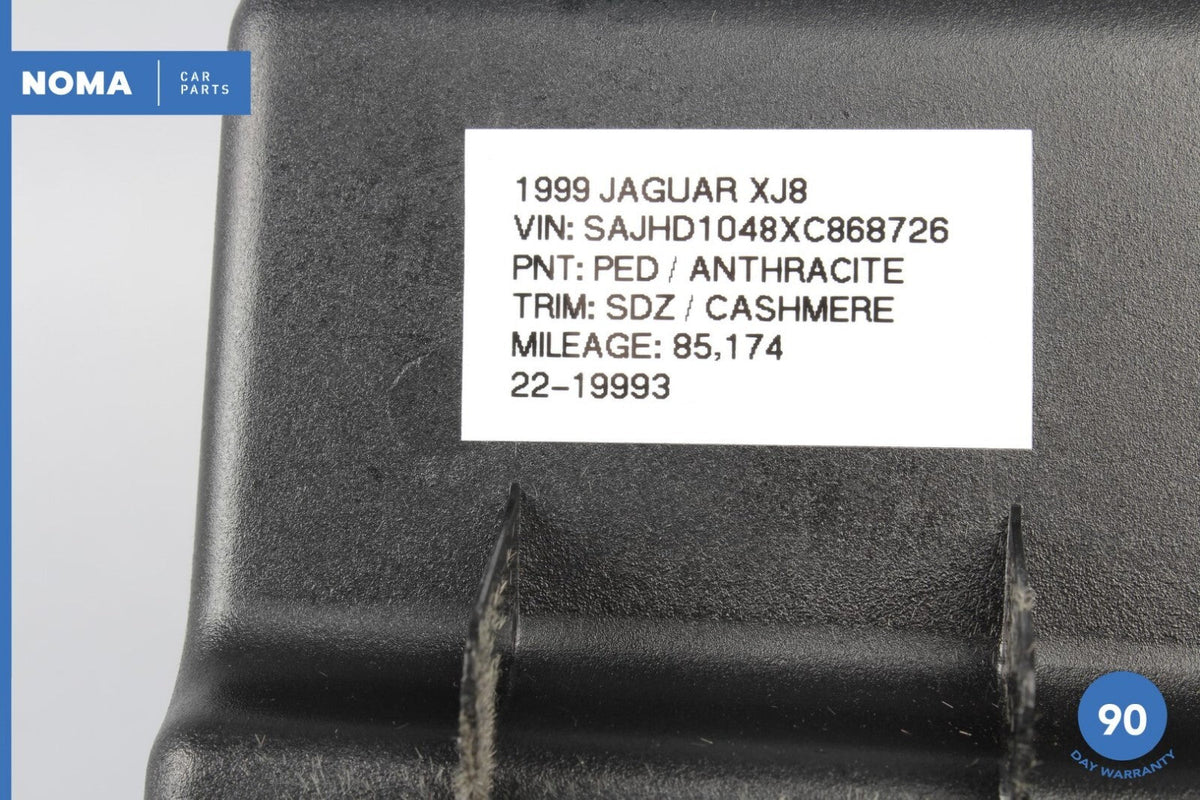 NOMA
CAR
PARTS
1999 JAGUAR XJ8
VIN: SAJHD1048XC868726
PNT: PED / ANTHRACITE
TRIM: SDZ / CASHMERE
MILEAGE: 85,174
22-19993
90
DAY WARRANTY